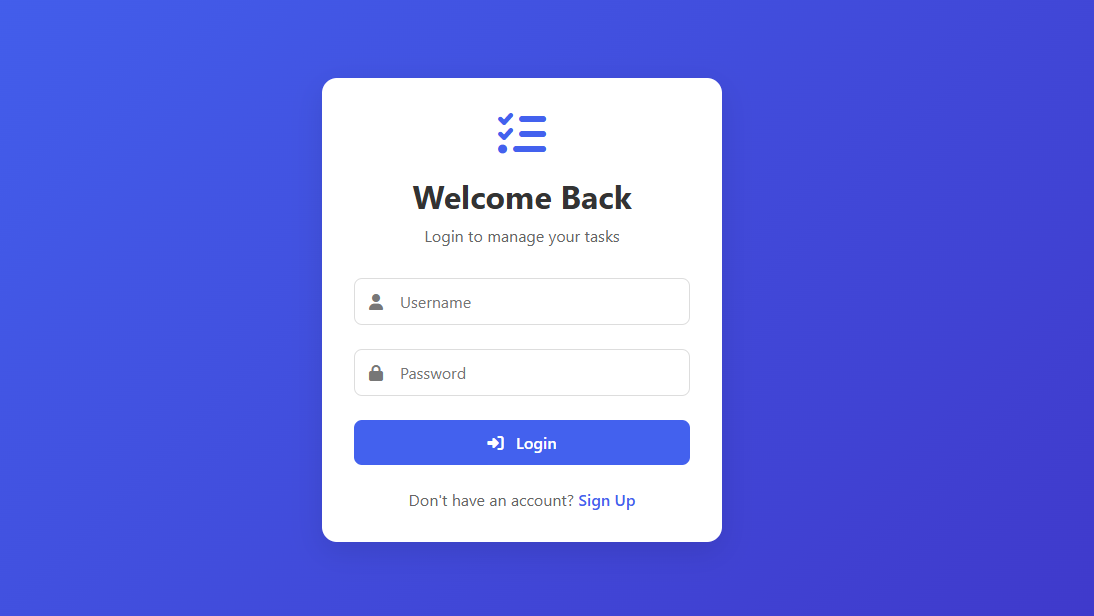 Welcome Back
Login to manage your tasks
Username
Password
Login
Don't have an account? Sign Up